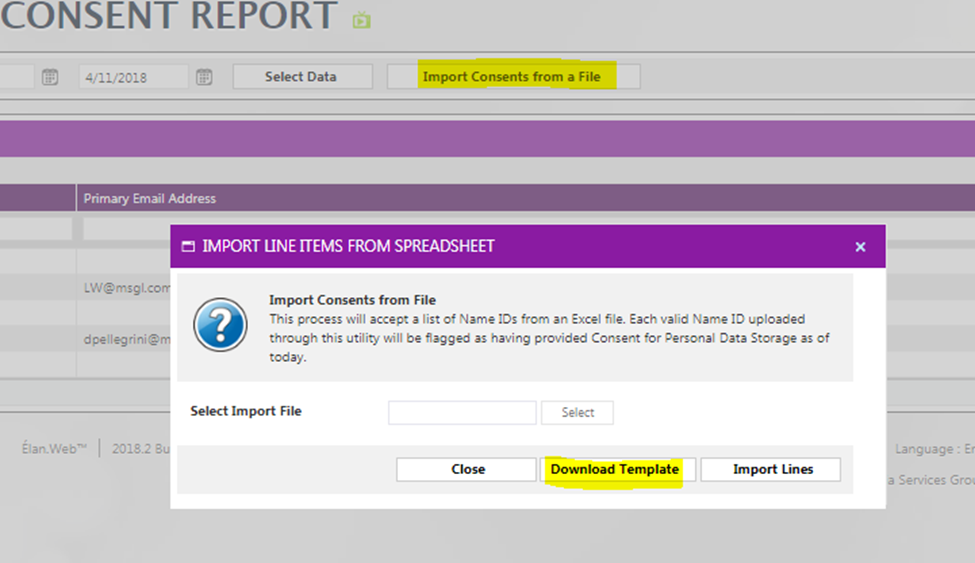 CONSENT REPORT
4/11/2018 Select Data Import Consents from a File
Primary Email Address
IMPORT LINE ITEMS FROM SPREADSHEET
LW@msgl.com
Import Consents from File
This process will accept a list of Name IDs from an Excel file. Each valid Name ID uploaded
through this utility will be flagged as having provided Consent for Personal Data Storage as of
today.
dpellegrini@m
Select Import File Select
Élan.Web™ | 2018.2 Bu
Language : En
Close Download Template Import Lines
a Services Grou